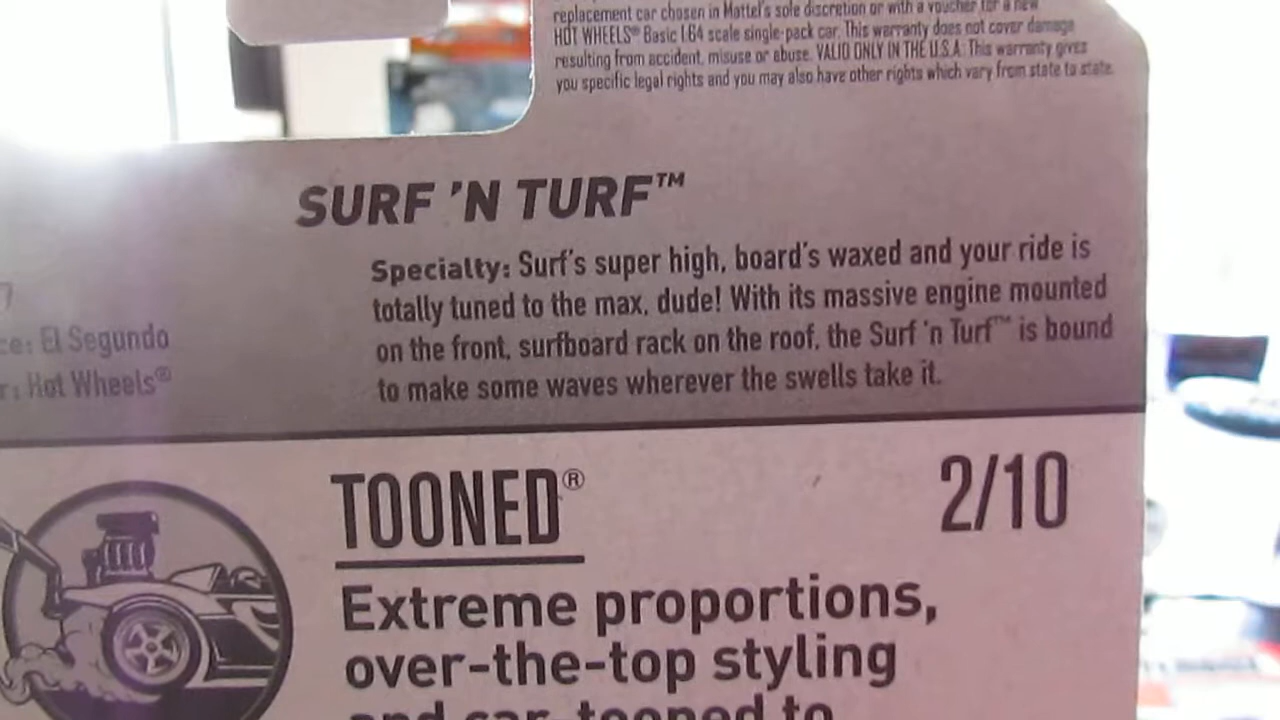 replacement car chosen in Mattel's sole discretion or with a voucher for a new
HOT WHEELS® Basic 1:64 scale single-pack car. This warranty does not cover damage
resulting from accident, misuse or abuse. VALID ONLY IN THE U.S.A. This warranty gives
you specific legal rights and you may also have other rights which vary from state to state.
SURF 'N TURF™
Specialty: Surf's super high, board's waxed and your ride is
totally tuned to the max, dude! With its massive engine mounted
on the front, surfboard rack on the roof, the Surf 'n Turf™ is bound
to make some waves wherever the swells take it.
7
ce: El Segundo
r: Hot Wheels®
TOONED®
2/10
Extreme proportions,
over-the-top styling
and car-tooned to